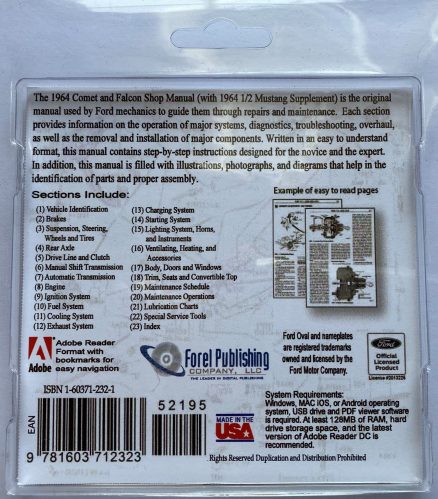 The 1964 Comet and Falcon Shop Manual (with 1964 1/2 Mustang Supplement) is the original
manual used by Ford mechanics to guide them through repairs and maintenance. Each section
provides information on the operation of major systems, diagnostics, troubleshooting, overhaul,
as well as the removal and installation of major components. Written in an easy to understand
format, this manual contains step-by-step instructions designed for the novice and the expert.
In addition, this manual is filled with illustrations, photographs, and diagrams that help in the
identification of parts and proper assembly.
Sections Include:
(1) Vehicle Identification
(2) Brakes
(3) Suspension, Steering,
Wheels and Tires
(4) Rear Axle
(5) Drive Line and Clutch
(6) Manual Shift Transmission
(7) Automatic Transmission
(8) Engine
(9) Ignition System
(10) Fuel System
(11) Cooling System
(12) Exhaust System
(13) Charging System
(14) Starting System
(15) Lighting System, Horns,
and Instruments
(16) Ventilating, Heating, and
Accessories
(17) Body, Doors and Windows
(18) Trim, Seats and Convertible Top
(19) Maintenance Schedule
(20) Maintenance Operations
(21) Lubrication Charts
(22) Special Service Tools
(23) Index
Example of easy to read pages
Adobe
Adobe Reader
Format with
bookmarks for
easy navigation
Forel Publishing
COMPANY, LLC
THE LEADER IN DIGITAL PUBLISHING
Ford Oval and nameplates
are registered trademarks
owned and licensed by the
Ford Motor Company.
Ford
Official
Licensed
Product
License #2013228
ISBN 1-60371-232-1
EAN
52195
9 781603 712323
MADE IN THE
USA
System Requirements:
Windows, MAC IOS, or Android operating
system, USB drive and PDF viewer software
is required. At least 128MB of RAM, hard
drive storage space, and the latest
version of Adobe Reader DC is
recommended.
Rights Reserved Duplication and Distribution Prohibited